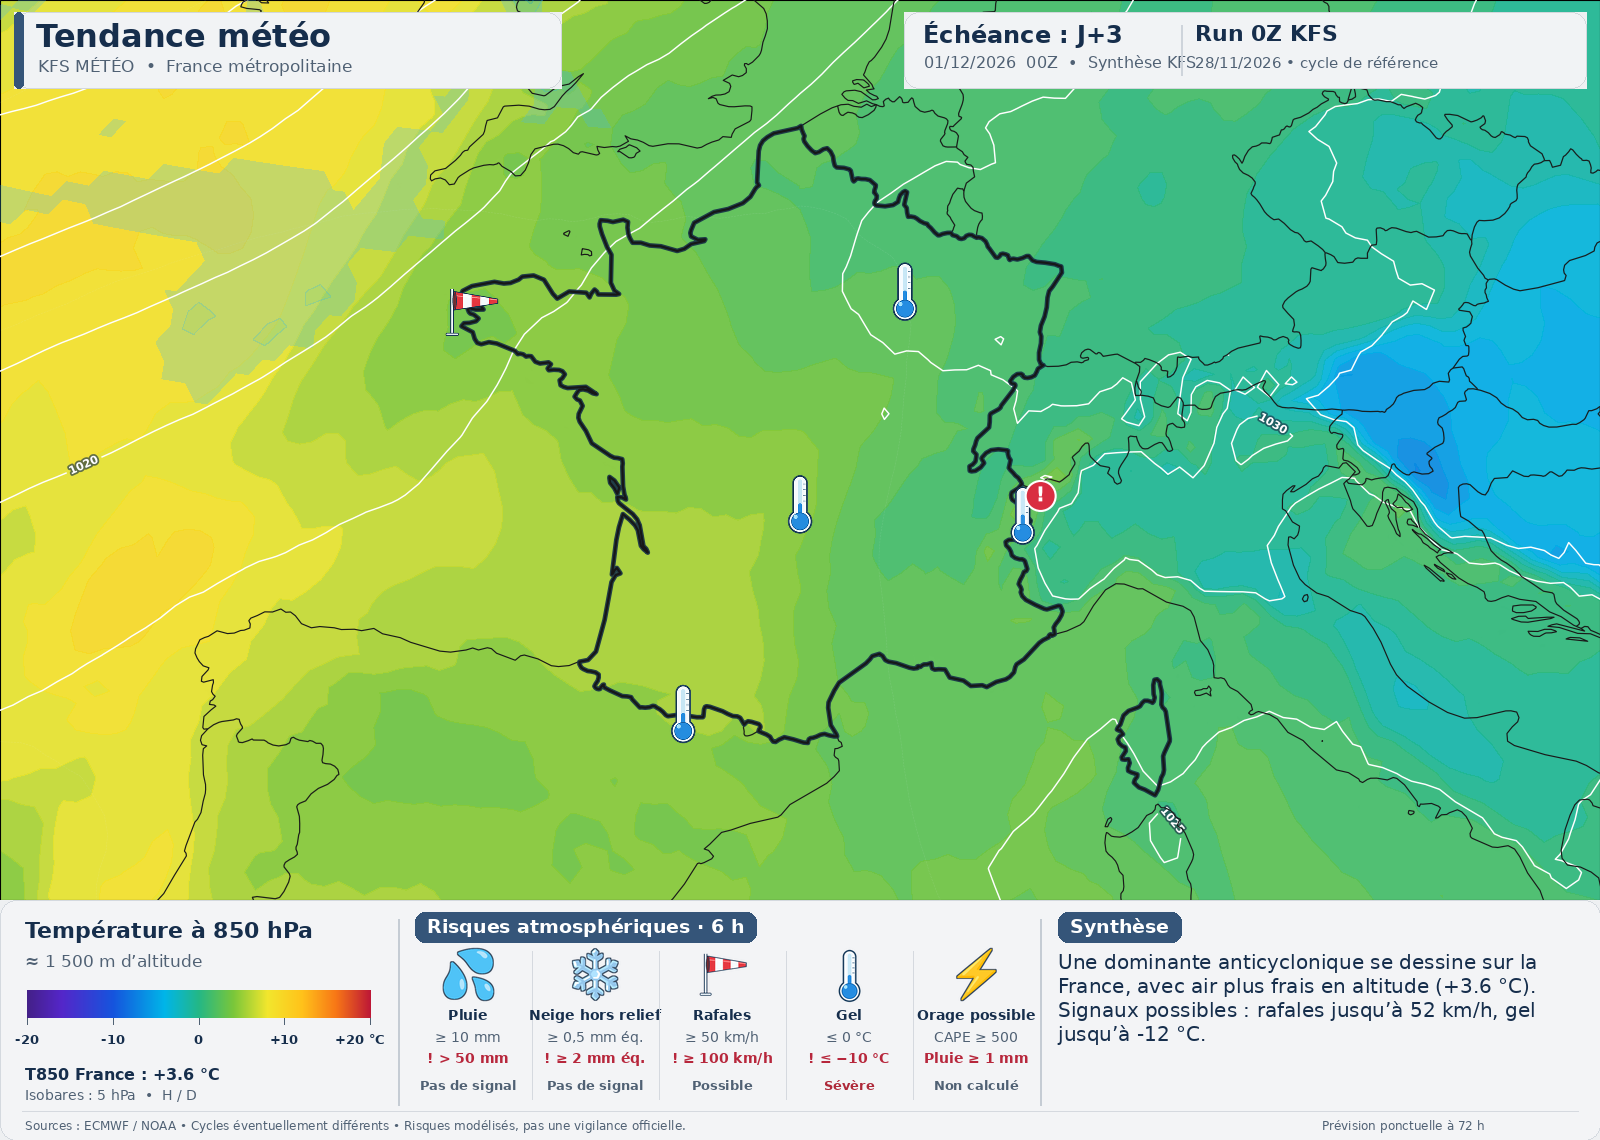 Tendance météo
KFS MÉTÉO • France métropolitaine
Échéance : J+3
01/12/2026 00Z • Synthèse KFS
Run 0Z KFS
28/11/2026 • cycle de référence
1020
1030
1025
!
Température à 850 hPa
≈ 1 500 m d’altitude
-20 -10 0 +10 +20 °C
T850 France : +3.6 °C
Isobares : 5 hPa • H / D
Risques atmosphériques · 6 h
Pluie
≥ 10 mm
! > 50 mm
Pas de signal
Neige hors relief
≥ 0,5 mm éq.
! ≥ 2 mm éq.
Pas de signal
Rafales
≥ 50 km/h
! ≥ 100 km/h
Possible
Gel
≤ 0 °C
! ≤ −10 °C
Sévère
Orage possible
CAPE ≥ 500
Pluie ≥ 1 mm
Non calculé
Synthèse
Une dominante anticyclonique se dessine sur la
France, avec air plus frais en altitude (+3.6 °C).
Signaux possibles : rafales jusqu’à 52 km/h, gel
jusqu’à -12 °C.
Sources : ECMWF / NOAA • Cycles éventuellement différents • Risques modélisés, pas une vigilance officielle.
Prévision ponctuelle à 72 h